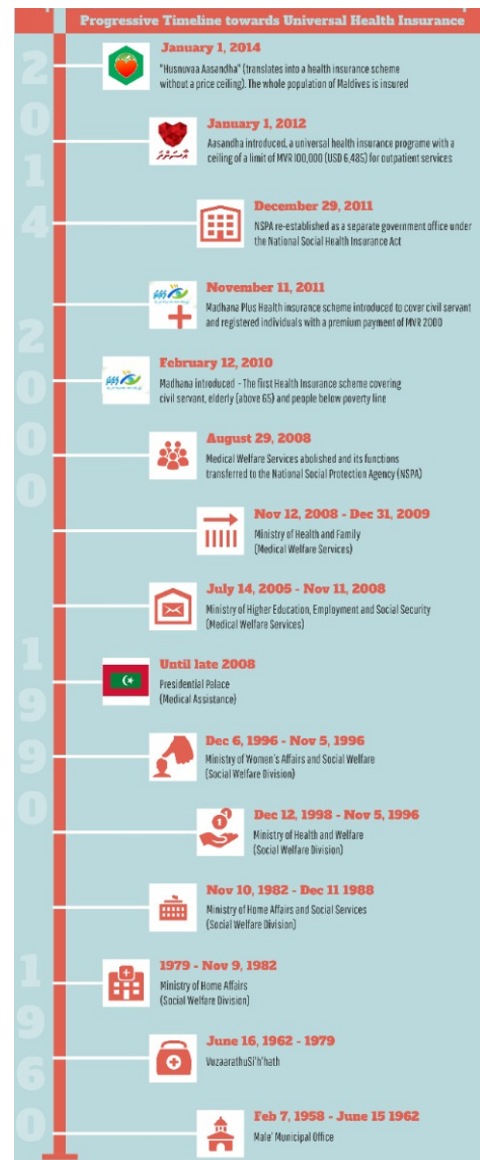 Progressive Timeline towards Universal Health Insurance
2014
January 1, 2014
"Husnuvaa Aasandha" (translates into a health insurance scheme
without a price ceiling). The whole population of Maldives is insured
January 1, 2012
Aasandha introduced, a universal health insurance programe with a
ceiling of a limit of MVR 100,000 (USD 6,485) for outpatient services
December 29, 2011
NSPA re-established as a separate government office under
the National Social Health Insurance Act
2000
November 11, 2011
Madhana Plus Health insurance scheme introduced to cover civil servant
and registered individuals with a premium payment of MVR 2000
February 12, 2010
Madhana introduced - The first Health Insurance scheme covering
civil servant, elderly (above 65) and people below poverty line
August 29, 2008
Medical Welfare Services abolished and its functions
transferred to the National Social Protection Agency (NSPA)
Nov 12, 2008 - Dec 31, 2009
Ministry of Health and Family
(Medical Welfare Services)
July 14, 2005 - Nov 11, 2008
Ministry of Higher Education, Employment and Social Security
(Medical Welfare Services)
1990
Until late 2008
Presidential Palace
(Medical Assistance)
Dec 6, 1996 - Nov 5, 1996
Ministry of Women's Affairs and Social Welfare
(Social Welfare Division)
Dec 12, 1998 - Nov 5, 1996
Ministry of Health and Welfare
(Social Welfare Division)
Nov 10, 1982 - Dec 11 1988
Ministry of Home Affairs and Social Services
(Social Welfare Division)
1960
1979 - Nov 9, 1982
Ministry of Home Affairs
(Social Welfare Division)
June 16, 1962 - 1979
VuzaarathuSi'h'hath
Feb 7, 1958 - June 15 1962
Male' Municipal Office